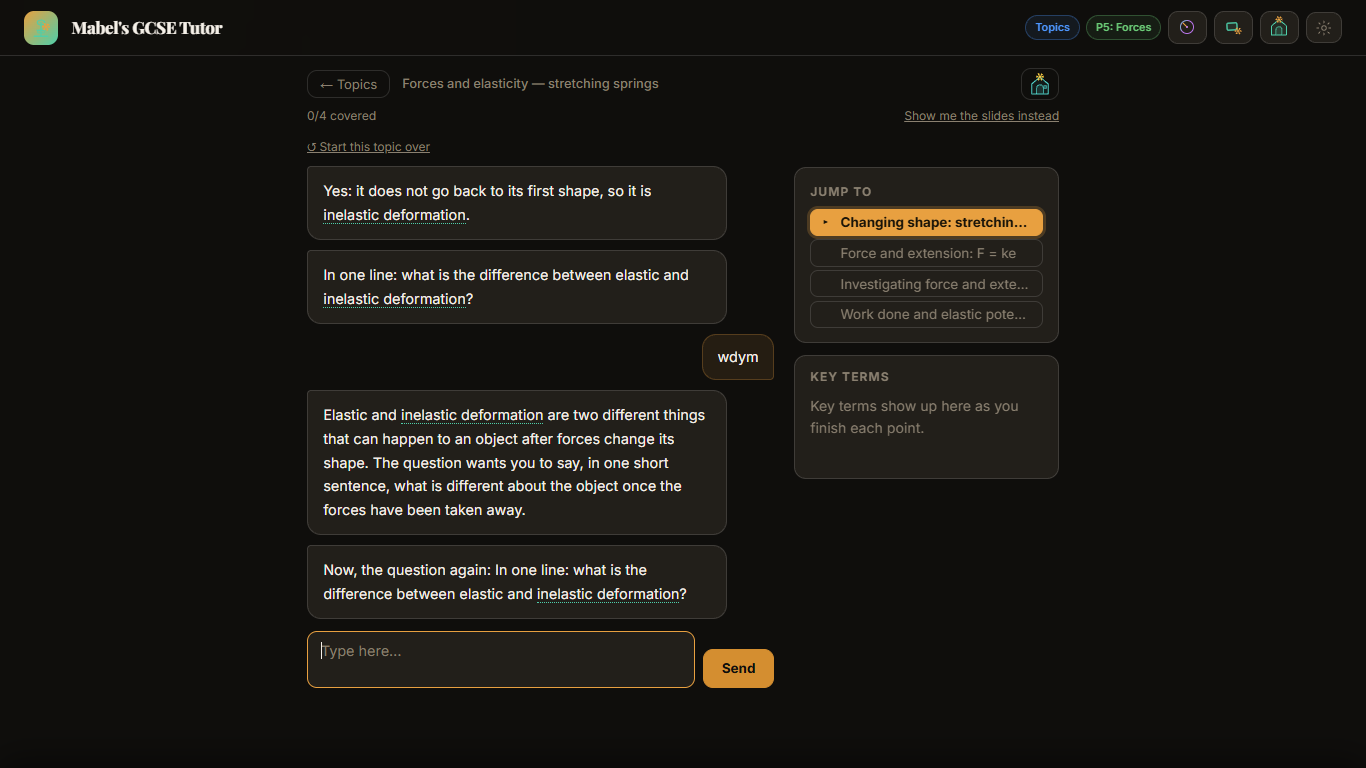 Mabel's GCSE Tutor
Topics
P5: Forces
← Topics
Forces and elasticity — stretching springs
0/4 covered
Show me the slides instead
↺ Start this topic over
Yes: it does not go back to its first shape, so it is
inelastic deformation.
In one line: what is the difference between elastic and
inelastic deformation?
wdym
Elastic and inelastic deformation are two different things
that can happen to an object after forces change its
shape. The question wants you to say, in one short
sentence, what is different about the object once the
forces have been taken away.
Now, the question again: In one line: what is the
difference between elastic and inelastic deformation?
Type here...
Send
JUMP TO
▸ Changing shape: stretchin...
Force and extension: F = ke
Investigating force and exte...
Work done and elastic pote...
KEY TERMS
Key terms show up here as you
finish each point.